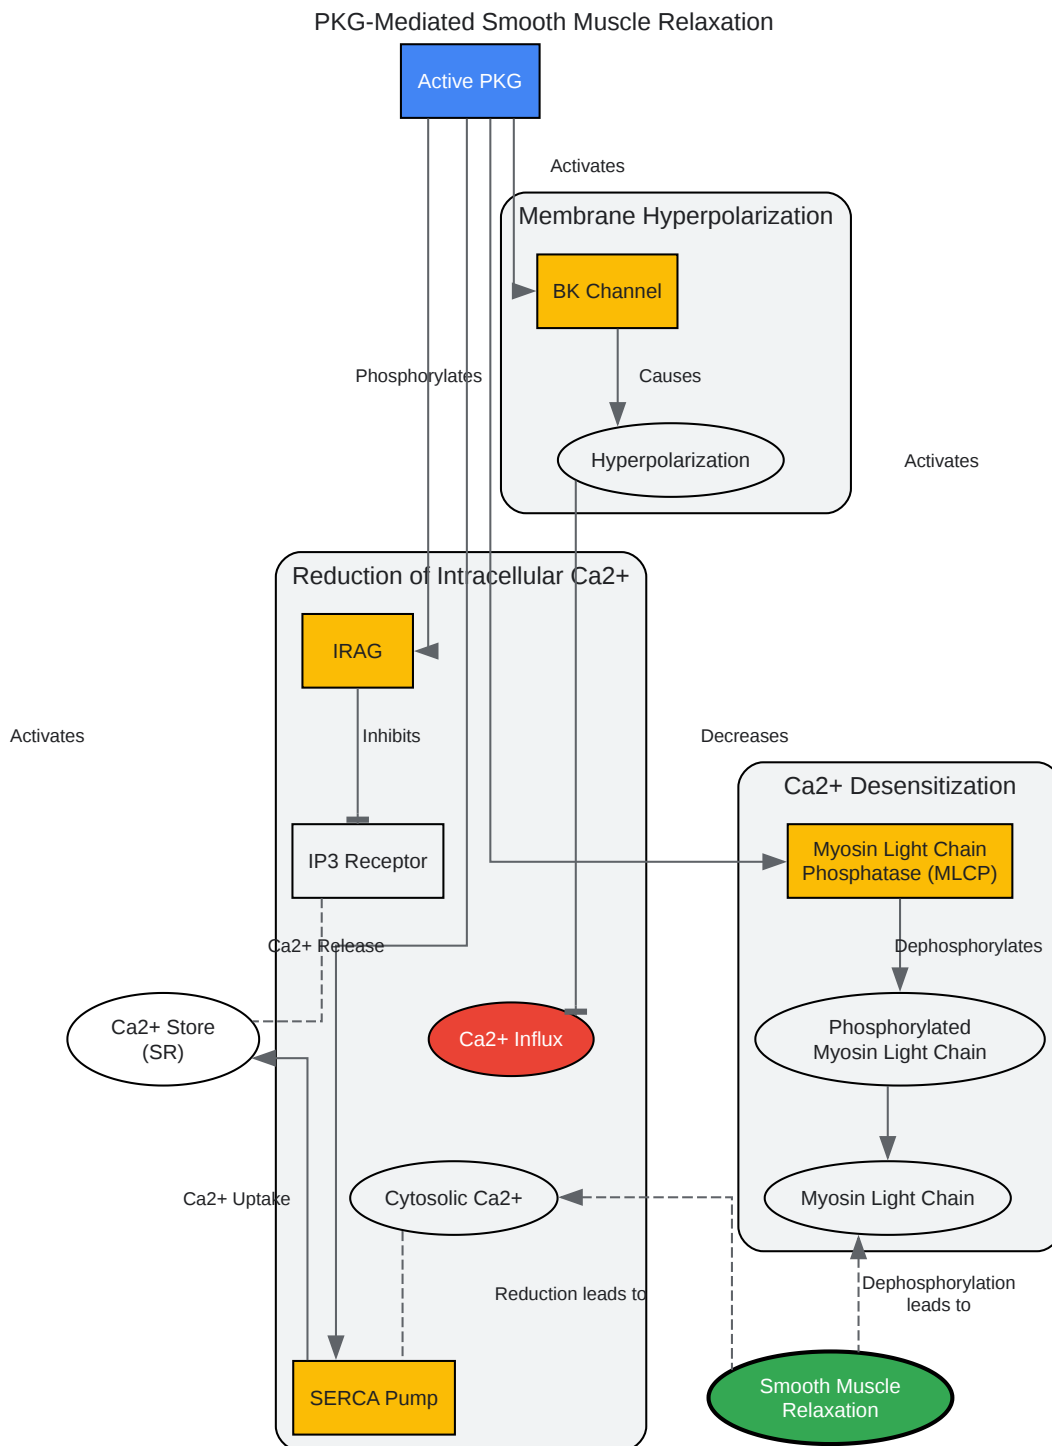 PKG-Mediated Smooth Muscle Relaxation
Active PKG
Activates
Membrane Hyperpolarization
BK Channel
Phosphorylates
Causes
Hyperpolarization
Activates
Reduction of Intracellular Ca2+
IRAG
Activates
Inhibits
Decreases
Ca2+ Desensitization
IP3 Receptor
Myosin Light Chain
Phosphatase (MLCP)
Ca2+ Release
Dephosphorylates
Ca2+ Store
(SR)
Ca2+ Influx
Phosphorylated
Myosin Light Chain
Ca2+ Uptake
Cytosolic Ca2+
Myosin Light Chain
Reduction leads to
Dephosphorylation
leads to
SERCA Pump
Smooth Muscle
Relaxation